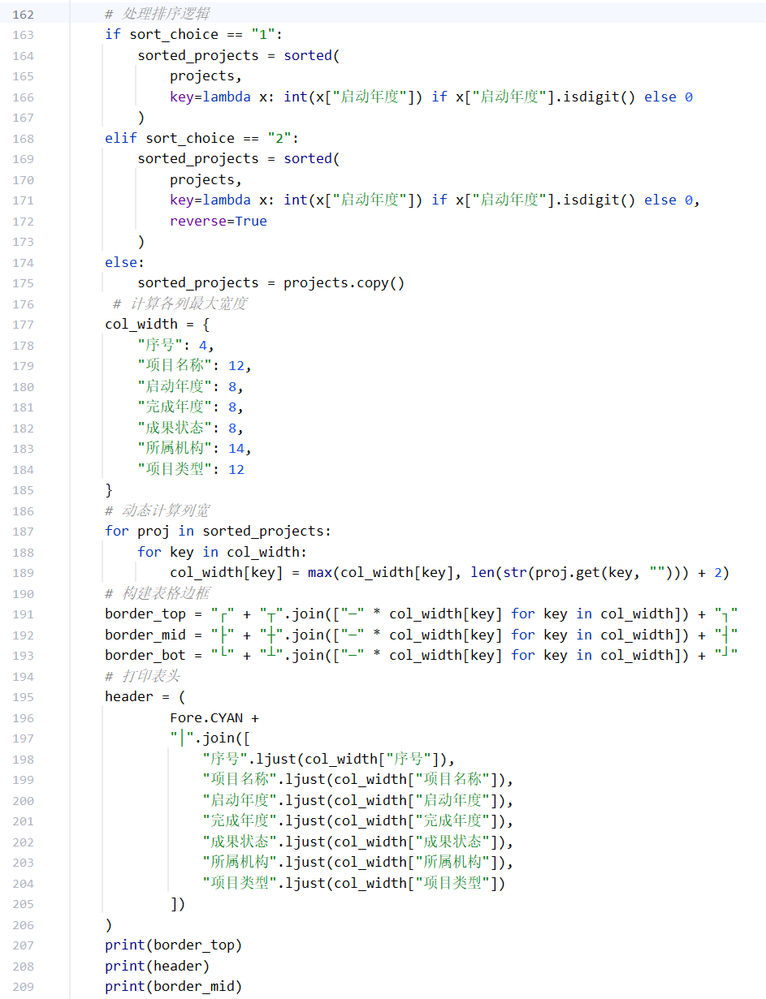 162 # 处理排序逻辑
163 if sort_choice == "1":
164 sorted_projects = sorted(
165 projects,
166 key=lambda x: int(x["启动年度"]) if x["启动年度"].isdigit() else 0
167 )
168 elif sort_choice == "2":
169 sorted_projects = sorted(
170 projects,
171 key=lambda x: int(x["启动年度"]) if x["启动年度"].isdigit() else 0,
172 reverse=True
173 )
174 else:
175 sorted_projects = projects.copy()
176 # 计算各列最大宽度
177 col_width = {
178 "序号": 4,
179 "项目名称": 12,
180 "启动年度": 8,
181 "完成年度": 8,
182 "成果状态": 8,
183 "所属机构": 14,
184 "项目类型": 12
185 }
186 # 动态计算列宽
187 for proj in sorted_projects:
188 for key in col_width:
189 col_width[key] = max(col_width[key], len(str(proj.get(key, ""))) + 2)
190 # 构建表格边框
191 border_top = "┌" + "┬".join(["─" * col_width[key] for key in col_width]) + "┐"
192 border_mid = "├" + "┼".join(["─" * col_width[key] for key in col_width]) + "┤"
193 border_bot = "└" + "┴".join(["─" * col_width[key] for key in col_width]) + "┘"
194 # 打印表头
195 header = (
196 Fore.CYAN +
197 "│".join([
198 "序号".ljust(col_width["序号"]),
199 "项目名称".ljust(col_width["项目名称"]),
200 "启动年度".ljust(col_width["启动年度"]),
201 "完成年度".ljust(col_width["完成年度"]),
202 "成果状态".ljust(col_width["成果状态"]),
203 "所属机构".ljust(col_width["所属机构"]),
204 "项目类型".ljust(col_width["项目类型"])
205 ])
206 )
207 print(border_top)
208 print(header)
209 print(border_mid)